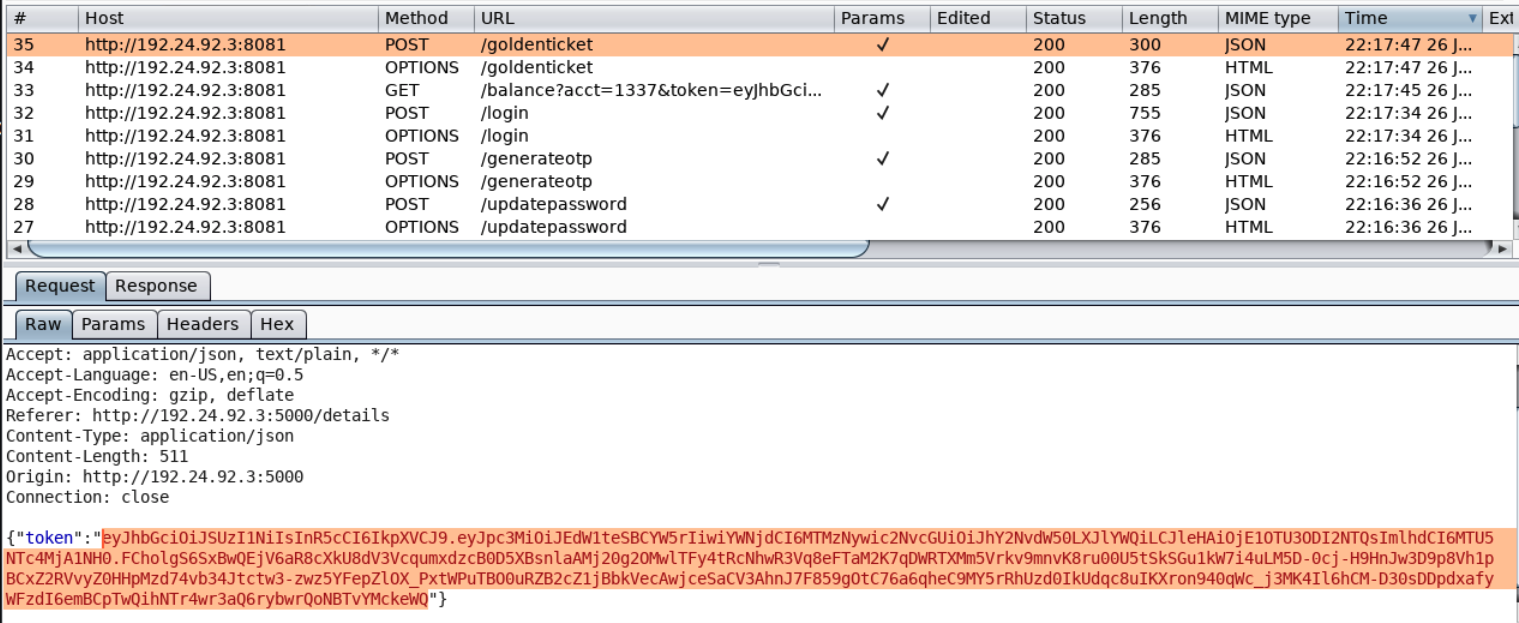 # Host Method URL Params Edited Status Length MIME type Time Ext
35 http://192.24.92.3:8081 POST /goldenticket ✓ 200 300 JSON 22:17:47 26 J...
34 http://192.24.92.3:8081 OPTIONS /goldenticket 200 376 HTML 22:17:47 26 J...
33 http://192.24.92.3:8081 GET /balance?acct=1337&token=eyJhbGci... ✓ 200 285 JSON 22:17:45 26 J...
32 http://192.24.92.3:8081 POST /login ✓ 200 755 JSON 22:17:34 26 J...
31 http://192.24.92.3:8081 OPTIONS /login 200 376 HTML 22:17:34 26 J...
30 http://192.24.92.3:8081 POST /generateotp ✓ 200 285 JSON 22:16:52 26 J...
29 http://192.24.92.3:8081 OPTIONS /generateotp 200 376 HTML 22:16:52 26 J...
28 http://192.24.92.3:8081 POST /updatepassword ✓ 200 256 JSON 22:16:36 26 J...
27 http://192.24.92.3:8081 OPTIONS /updatepassword 200 376 HTML 22:16:36 26 J...
Request Response
Raw Params Headers Hex
Accept: application/json, text/plain, */*
Accept-Language: en-US,en;q=0.5
Accept-Encoding: gzip, deflate
Referer: http://192.24.92.3:5000/details
Content-Type: application/json
Content-Length: 511
Origin: http://192.24.92.3:5000
Connection: close
{"token":"eyJhbGciOiJSUzI1NiIsInR5cCI6IkpXVCJ9.eyJpc3MiOiJEdW1teSBCYW5rIiwiYWNjdCI6MTMzNywic2NvcGUiOiJhY2NvdW50LXJlYWQiLCJleHAiOjE1OTU3ODI2NTQsImlhdCI6MTU5
NTc4MjA1NH0.FCholgS6SxBwQEjV6aR8cXkU8dV3VcqumxdzcB0D5XBsnlaAMj20g2OMwlTFy4tRcNhwR3Vq8eFTaM2K7qDWRTXMm5Vrkv9mnvK8ru00U5tSkSGu1kW7i4uLM5D-0cj-H9HnJw3D9p8Vh1p
BCxZ2RVvyZ0HHpMzd74vb34Jtctw3-zwz5YFepZlOX_PxtWPuTBO0uRZB2cZ1jBbkVecAwjceSaCV3AhnJ7F859gOtC76a6qheC9MY5rRhUzd0IkUdqc8uIKXron940qWc_j3MK4Il6hCM-D30sDDpdxafy
WFzdI6emBCpTwQihNTr4wr3aQ6rybwrQoNBTvYMckeWQ"}